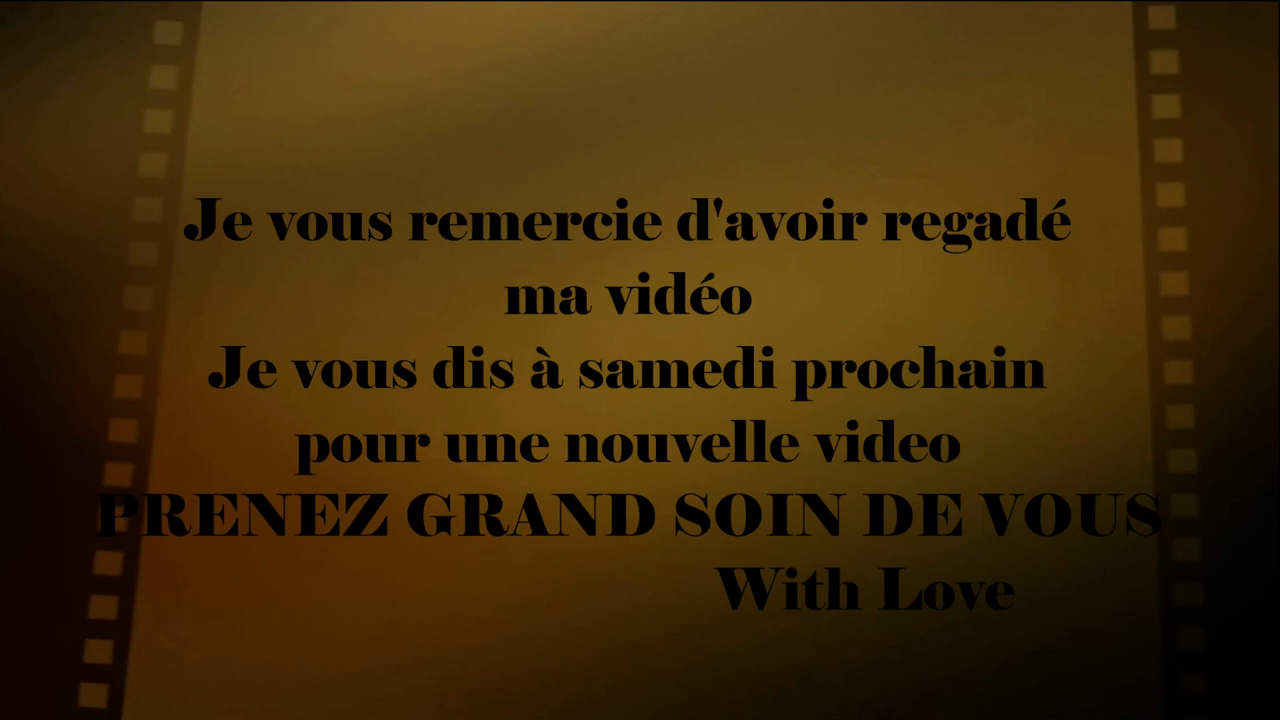 Je vous remercie d'avoir regadé
ma vidéo
Je vous dis à samedi prochain
pour une nouvelle video
PRENEZ GRAND SOIN DE VOUS
With Love